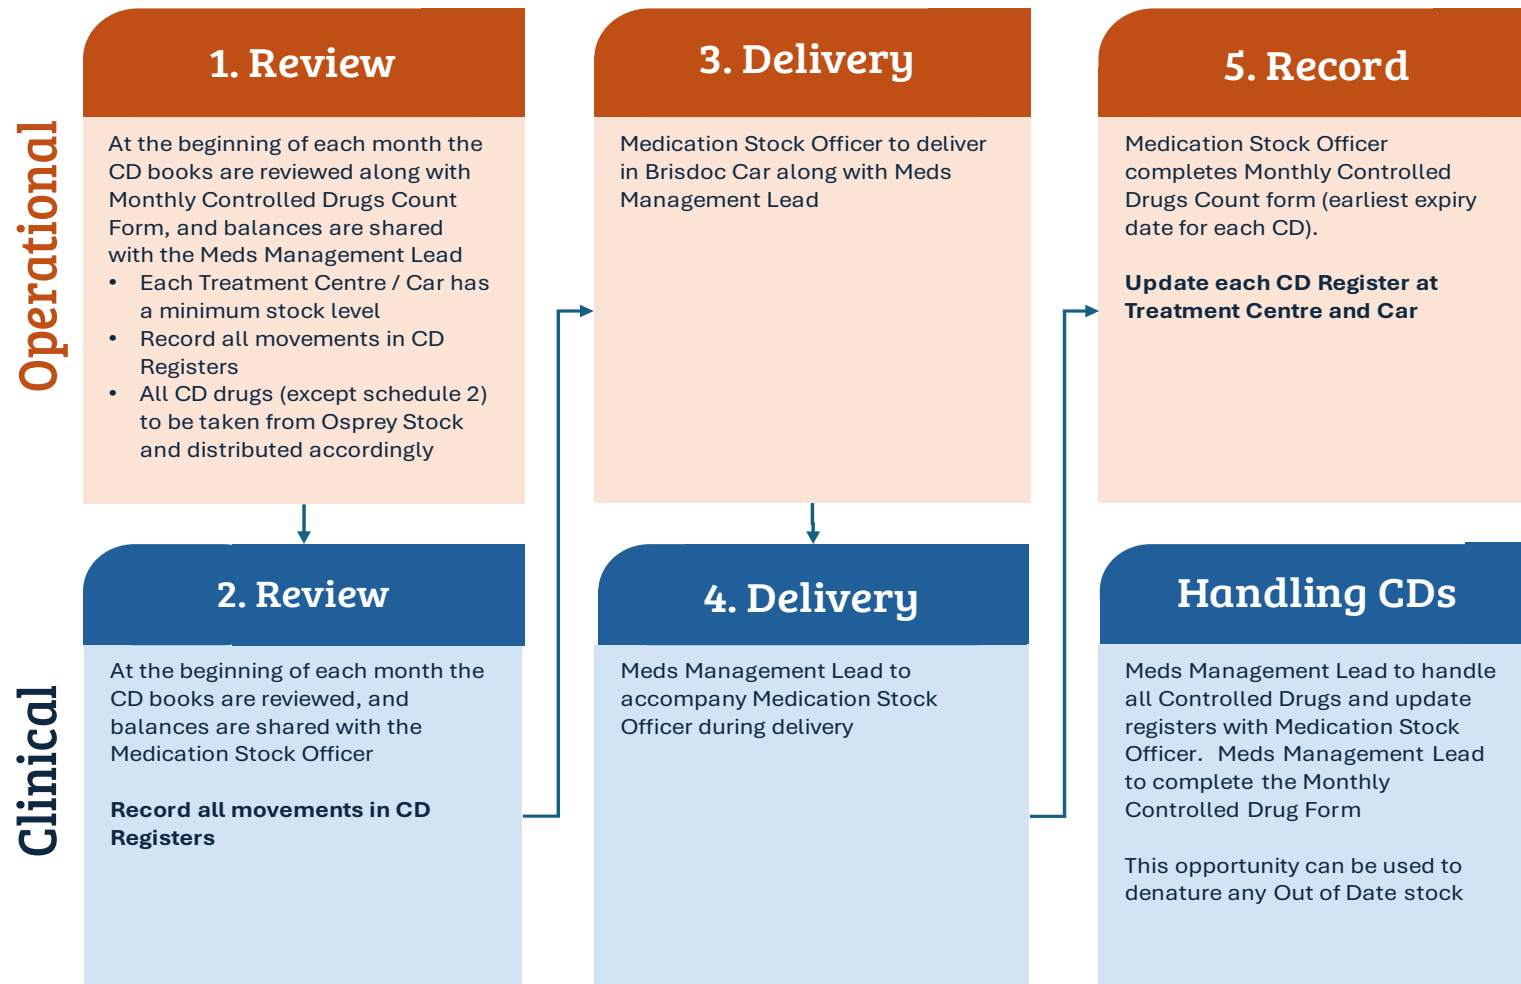 Operational
1. Review
At the beginning of each month the
CD books are reviewed along with
Monthly Controlled Drugs Count
Form, and balances are shared
with the Meds Management Lead
• Each Treatment Centre / Car has
a minimum stock level
• Record all movements in CD
Registers
• All CD drugs (except schedule 2)
to be taken from Osprey Stock
and distributed accordingly
Clinical
2. Review
At the beginning of each month the
CD books are reviewed, and
balances are shared with the
Medication Stock Officer
Record all movements in CD
Registers
3. Delivery
Medication Stock Officer to deliver
in Brisdoc Car along with Meds
Management Lead
4. Delivery
Meds Management Lead to
accompany Medication Stock
Officer during delivery
5. Record
Medication Stock Officer
completes Monthly Controlled
Drugs Count form (earliest expiry
date for each CD).
Update each CD Register at
Treatment Centre and Car
Handling CDs
Meds Management Lead to handle
all Controlled Drugs and update
registers with Medication Stock
Officer.  Meds Management Lead
to complete the Monthly
Controlled Drug Form
This opportunity can be used to
denature any Out of Date stock